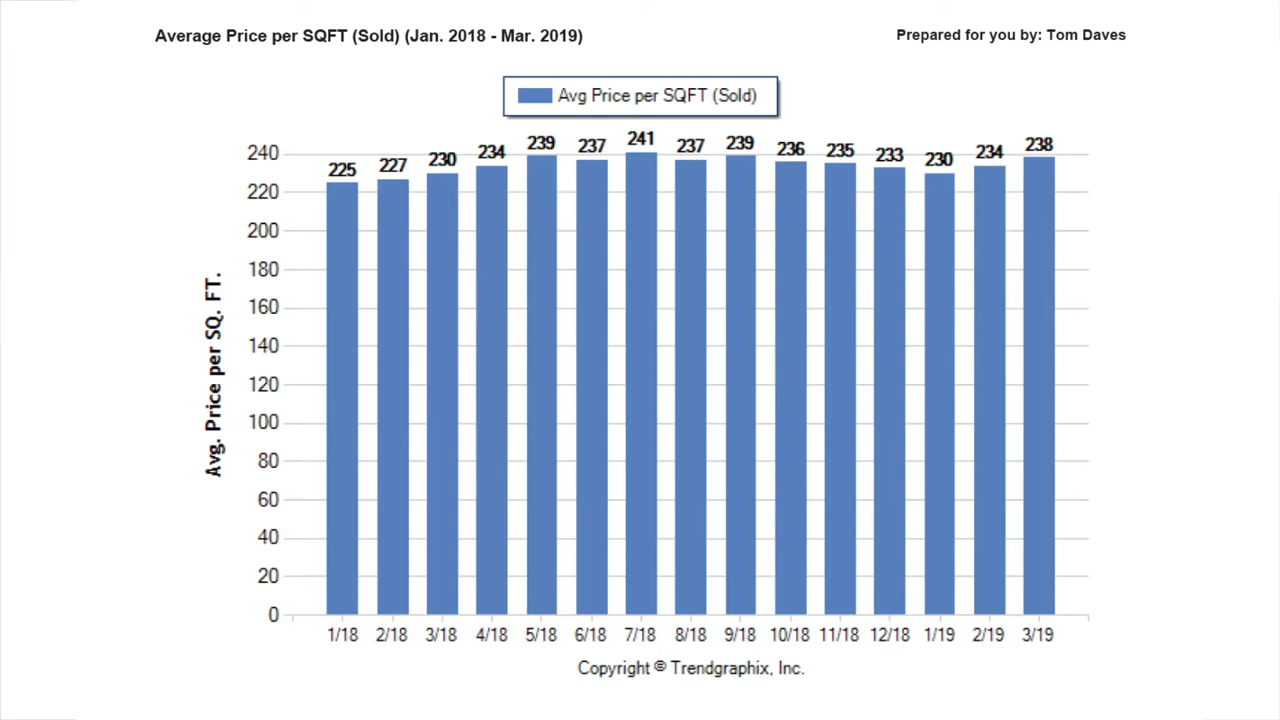 Average Price per SQFT (Sold) (Jan. 2018 - Mar. 2019) Prepared for you by: Tom Daves
Avg Price per SQFT (Sold)
225 227 230 234 239 237 241 237 239 236 235 233 230 234 238
240
220
200
180
160
140
120
100
80
60
40
20
0
Avg. Price per SQ. FT.
1/18 2/18 3/18 4/18 5/18 6/18 7/18 8/18 9/18 10/18 11/18 12/18 1/19 2/19 3/19
Copyright © Trendgraphix, Inc.